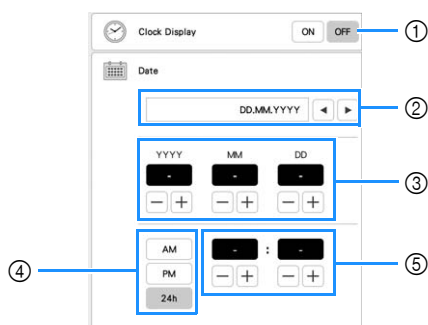 Clock Display ON OFF ①
Date
DD.MM.YYYY ◄ ► ②
YYYY MM DD
- - - ③
− + − + − +
④ AM - : - ⑤
PM − + − +
24h